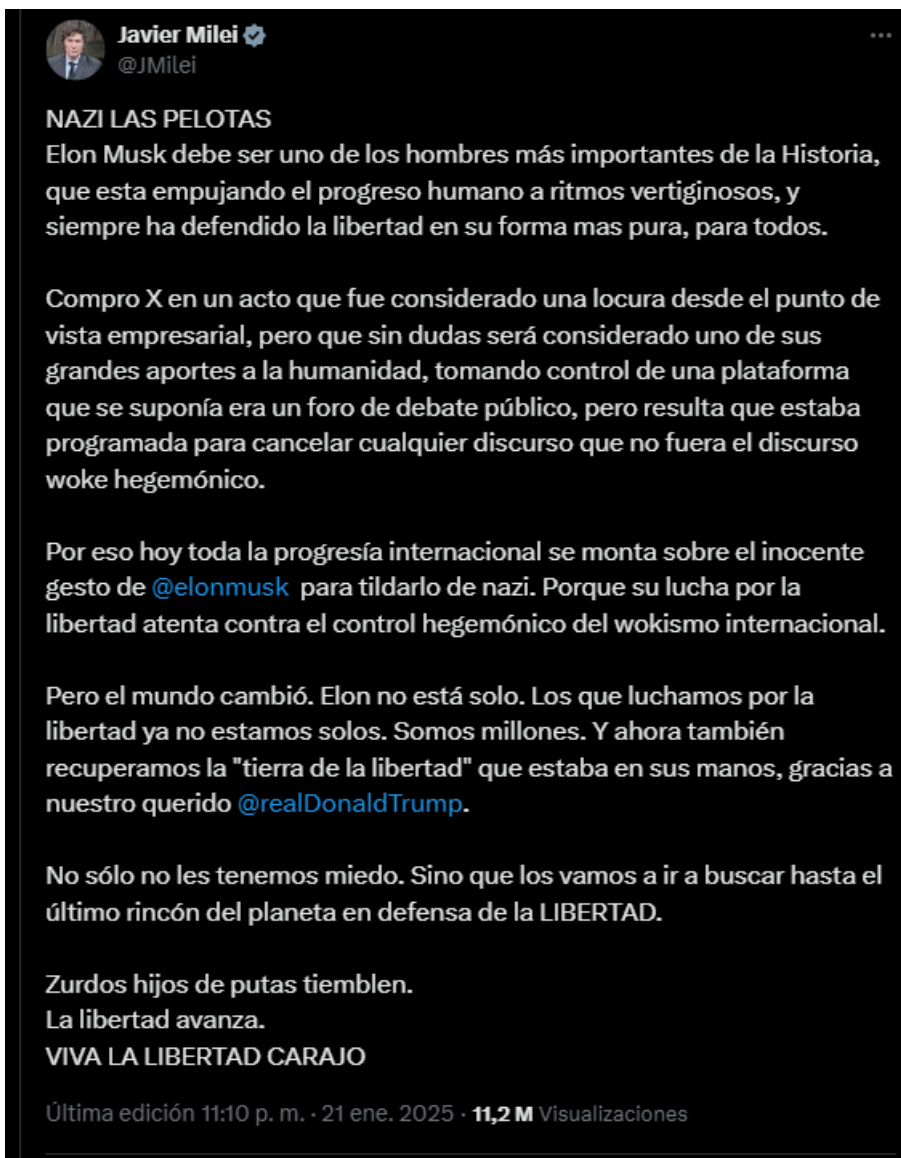 Javier Milei
@JMilei
NAZI LAS PELOTAS
Elon Musk debe ser uno de los hombres más importantes de la Historia,
que esta empujando el progreso humano a ritmos vertiginosos, y
siempre ha defendido la libertad en su forma mas pura, para todos.
Compro X en un acto que fue considerado una locura desde el punto de
vista empresarial, pero que sin dudas será considerado uno de sus
grandes aportes a la humanidad, tomando control de una plataforma
que se suponía era un foro de debate público, pero resulta que estaba
programada para cancelar cualquier discurso que no fuera el discurso
woke hegemónico.
Por eso hoy toda la progresía internacional se monta sobre el inocente
gesto de @elonmusk para tildarlo de nazi. Porque su lucha por la
libertad atenta contra el control hegemónico del wokismo internacional.
Pero el mundo cambió. Elon no está solo. Los que luchamos por la
libertad ya no estamos solos. Somos millones. Y ahora también
recuperamos la "tierra de la libertad" que estaba en sus manos, gracias a
nuestro querido @realDonaldTrump.
No sólo no les tenemos miedo. Sino que los vamos a ir a buscar hasta el
último rincón del planeta en defensa de la LIBERTAD.
Zurdos hijos de putas tiemblen.
La libertad avanza.
VIVA LA LIBERTAD CARAJO
Última edición 11:10 p. m. · 21 ene. 2025 · 11,2 M Visualizaciones